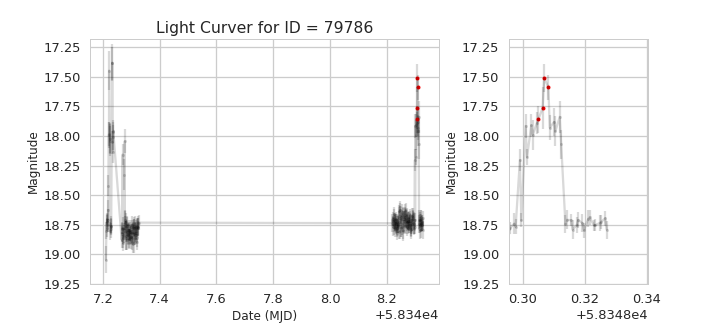 Light Curver for ID = 79786
Magnitude
17.25
17.50
17.75
18.00
18.25
18.50
18.75
19.00
19.25
7.2 7.4 7.6 7.8 8.0 8.2
Date (MJD)
+5.834e4
Magnitude
17.25
17.50
17.75
18.00
18.25
18.50
18.75
19.00
19.25
0.30 0.32 0.34
+5.8348e4